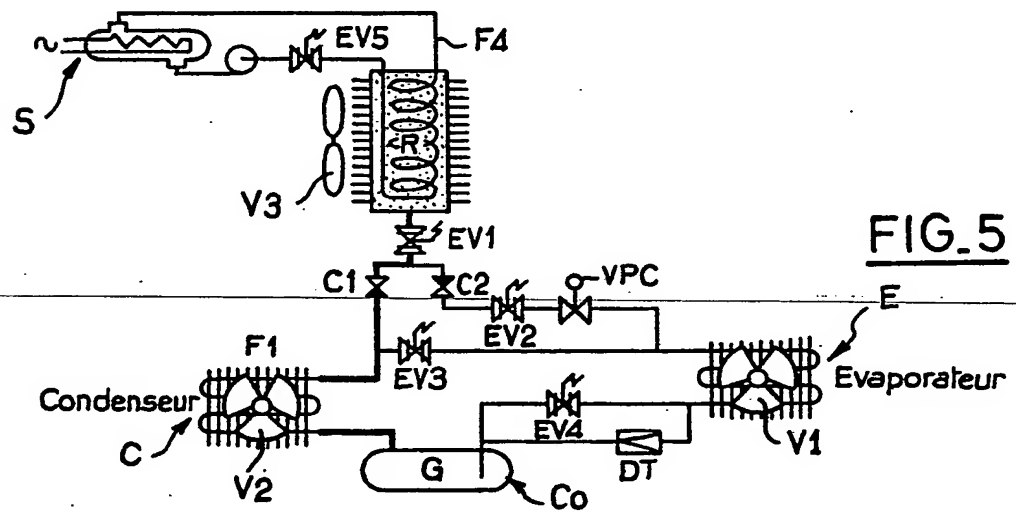 EV5
F4
S
R
V3
EV1
FIG_5
C1
C2
VPC
EV2
E
F1
EV3
Condenseur
Evaporateur
EV4
C
V2
G
DT
V1
Co